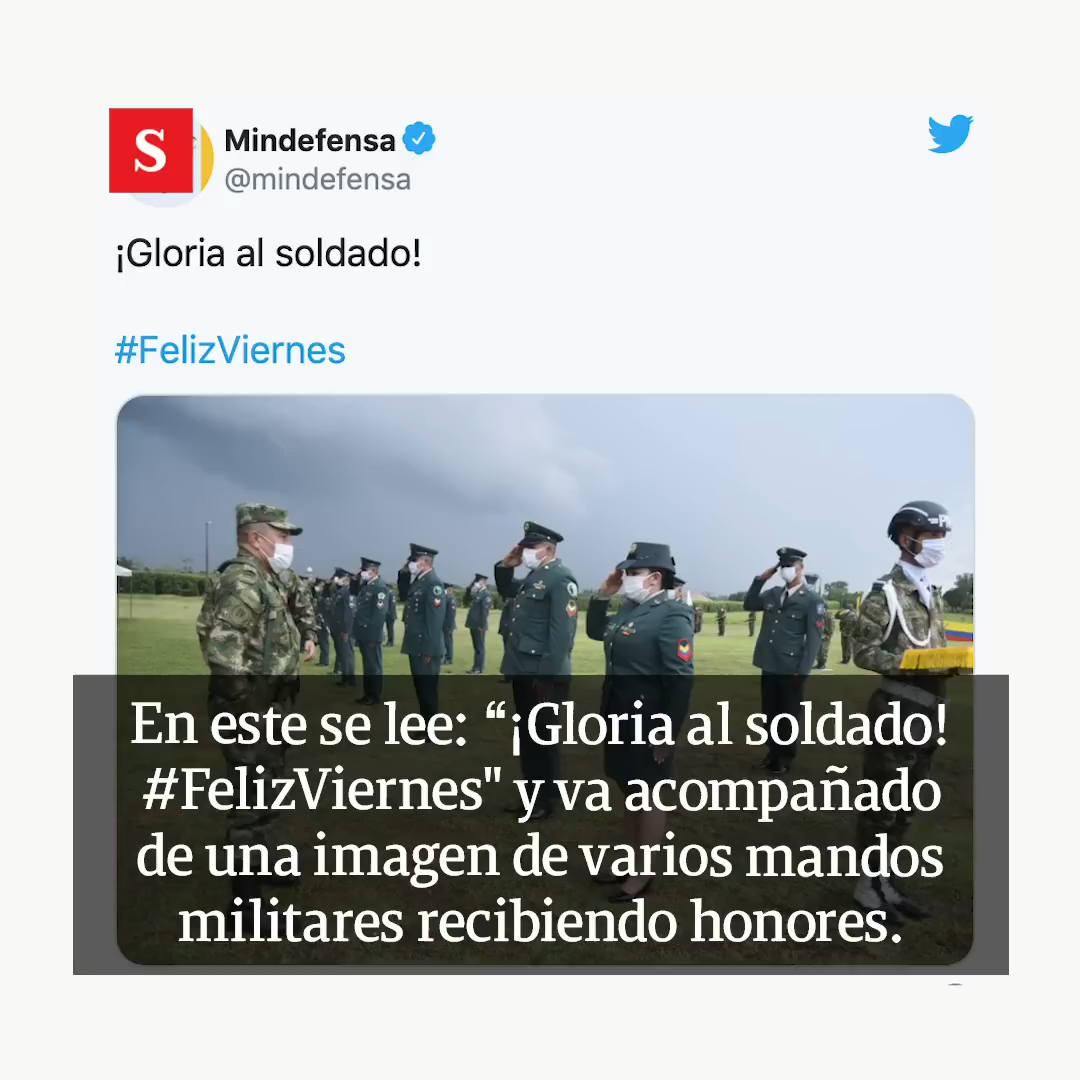 S
Mindefensa
@mindefensa
¡Gloria al soldado!
#FelizViernes
En este se lee: “¡Gloria al soldado!
#FelizViernes" y va acompañado
de una imagen de varios mandos
militares recibiendo honores.